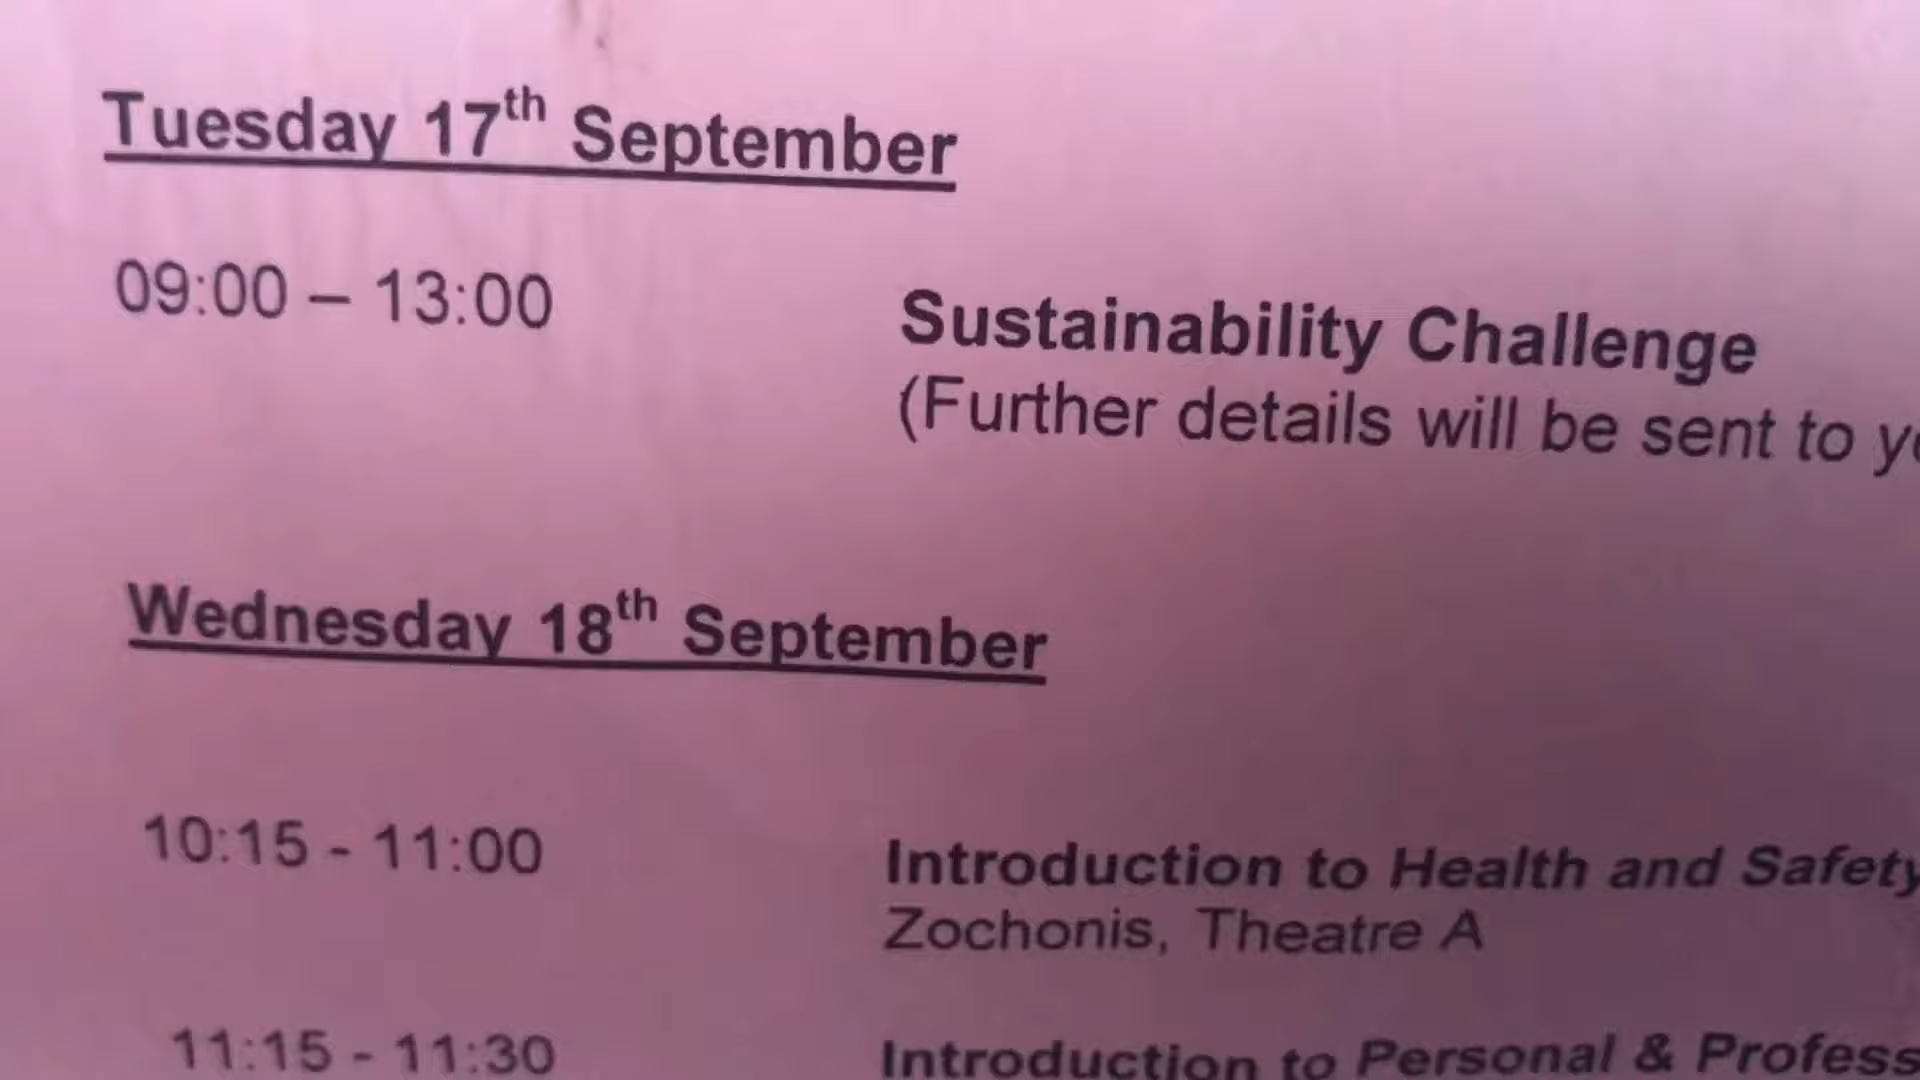 Tuesday 17th September
09:00 – 13:00
Sustainability Challenge
(Further details will be sent to
Wednesday 18th September
10:15 - 11:00
Introduction to Health and Safety
Zochonis, Theatre A
11:15 - 11:30
Introduction to Personal &